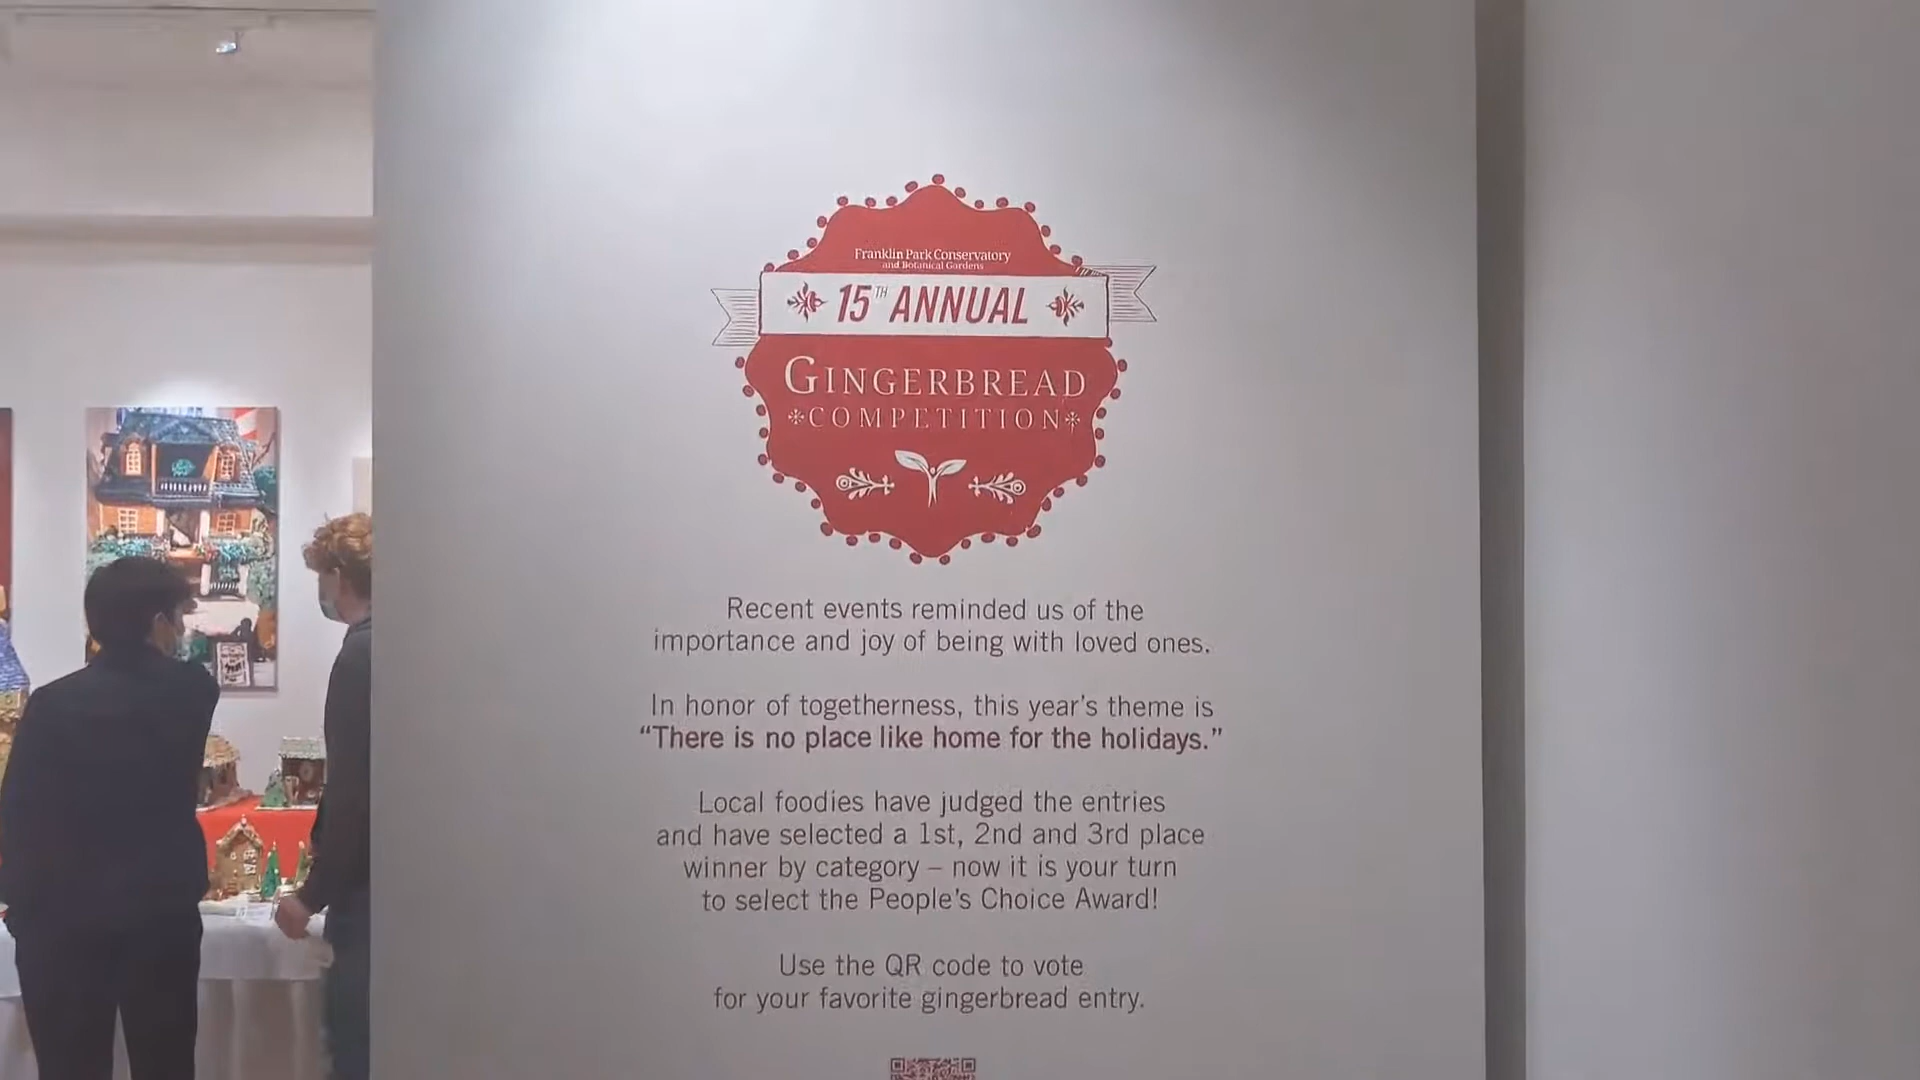 Franklin Park Conservatory
and Botanical Gardens
15TH ANNUAL
GINGERBREAD
COMPETITION
Recent events reminded us of the
importance and joy of being with loved ones.
In honor of togetherness, this year's theme is
“There is no place like home for the holidays.”
Local foodies have judged the entries
and have selected a 1st, 2nd and 3rd place
winner by category – now it is your turn
to select the People's Choice Award!
Use the QR code to vote
for your favorite gingerbread entry.